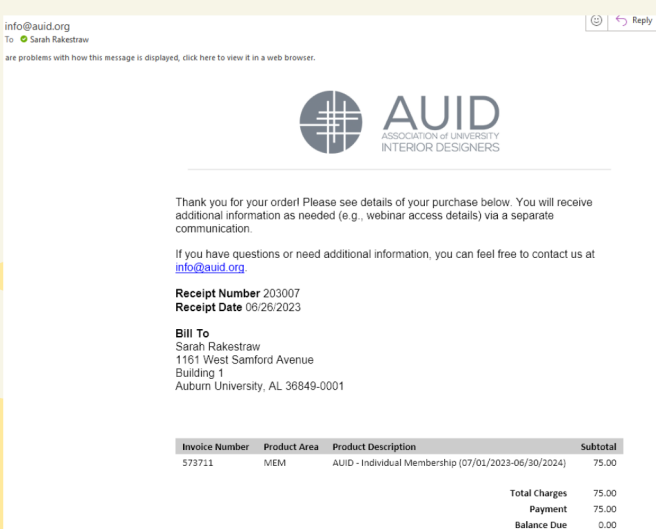 info@auid.org
Reply
To Sarah Rakestraw
are problems with how this message is displayed, click here to view it in a web browser.
AUID
ASSOCIATION of UNIVERSITY
INTERIOR DESIGNERS
Thank you for your order! Please see details of your purchase below. You will receive
additional information as needed (e.g., webinar access details) via a separate
communication.
If you have questions or need additional information, you can feel free to contact us at
info@auid.org.
Receipt Number 203007
Receipt Date 06/26/2023
Bill To
Sarah Rakestraw
1161 West Samford Avenue
Building 1
Auburn University, AL 36849-0001
Invoice Number Product Area Product Description Subtotal
573711 MEM AUID - Individual Membership (07/01/2023-06/30/2024) 75.00
Total Charges 75.00
Payment 75.00
Balance Due 0.00